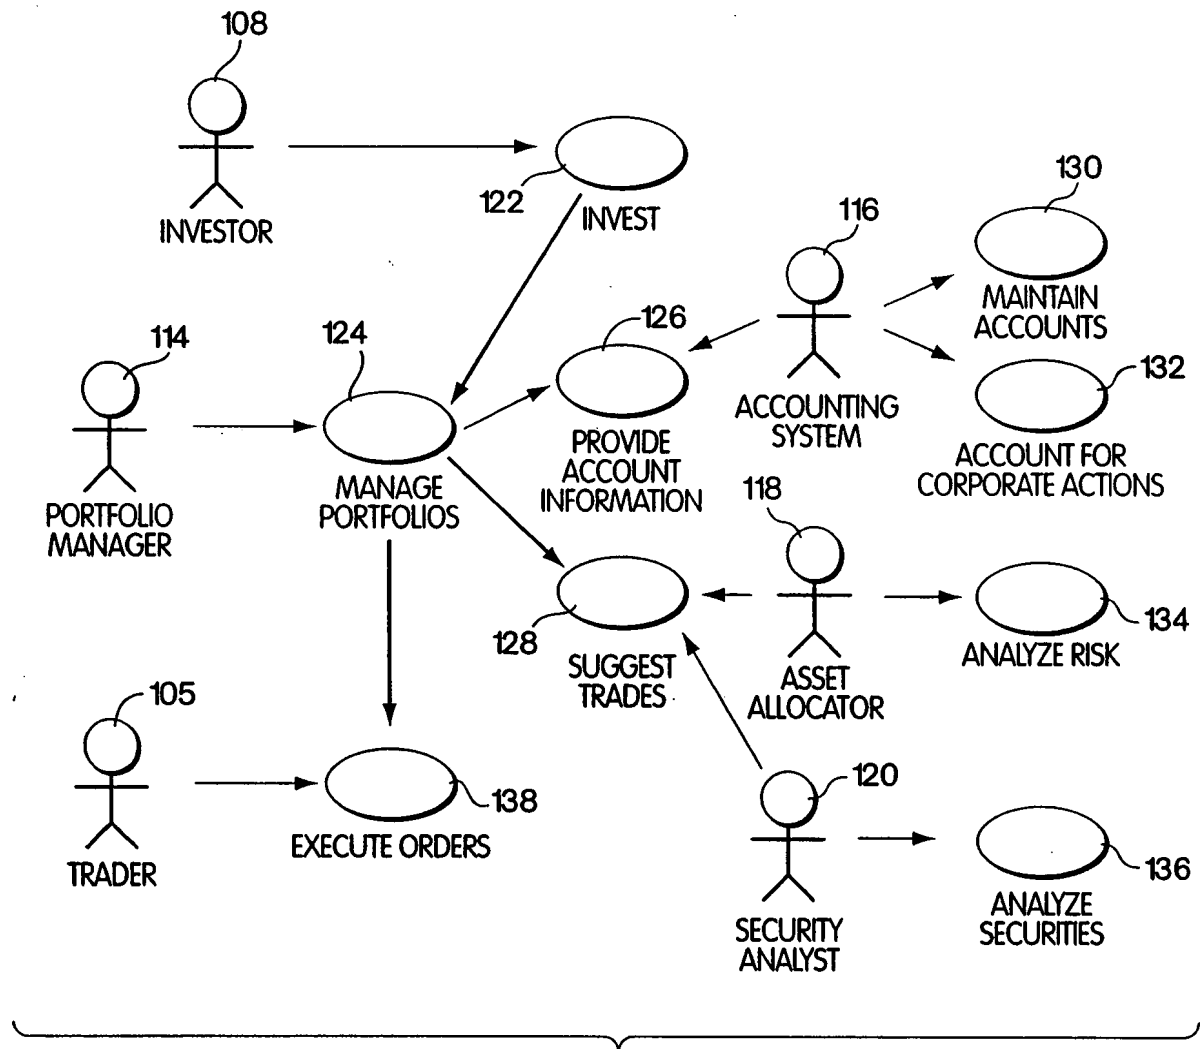 108
122
INVESTOR
INVEST
130
116
MAINTAIN
ACCOUNTS
114
124
126
132
ACCOUNTING
SYSTEM
PROVIDE
ACCOUNT
INFORMATION
ACCOUNT FOR
CORPORATE ACTIONS
MANAGE
PORTFOLIOS
PORTFOLIO
MANAGER
118
128
134
SUGGEST
TRADES
ANALYZE RISK
ASSET
ALLOCATOR
105
138
120
EXECUTE ORDERS
TRADER
136
SECURITY
ANALYST
ANALYZE
SECURITIES